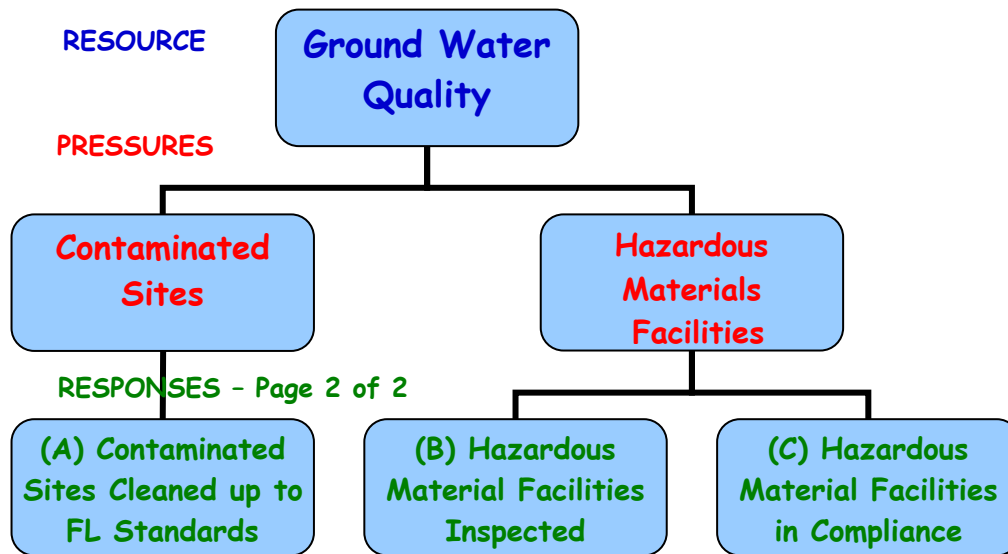 RESOURCE
Ground Water
Quality
PRESSURES
Contaminated
Sites
Hazardous
Materials
Facilities
RESPONSES – Page 2 of 2
(A) Contaminated
Sites Cleaned up to
FL Standards
(B) Hazardous
Material Facilities
Inspected
(C) Hazardous
Material Facilities
in Compliance